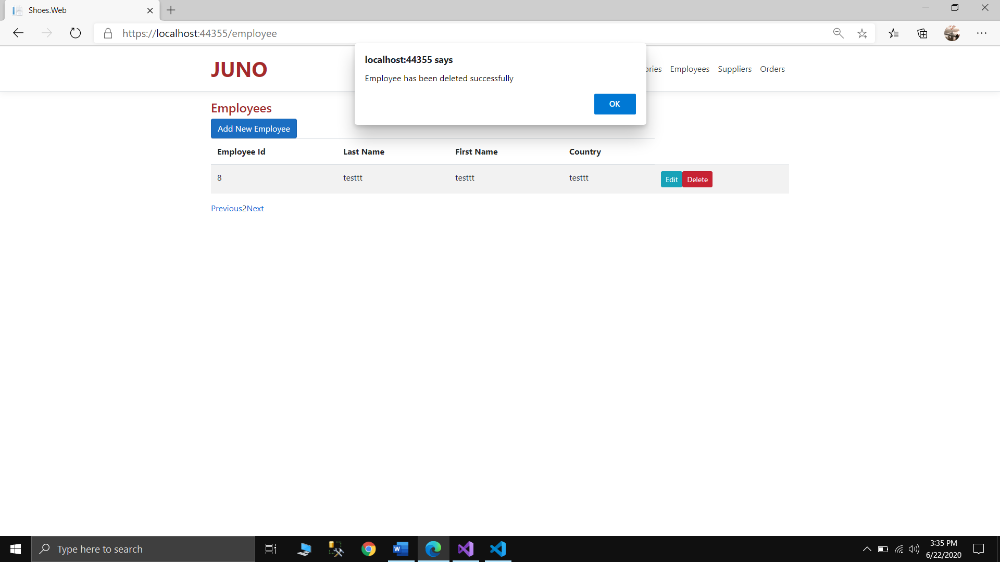 Shoes.Web
https://localhost:44355/employee
localhost:44355 says
Employee has been deleted successfully
OK
JUNO
ories Employees Suppliers Orders
Employees
Add New Employee
Employee Id Last Name First Name Country
8 testtt testtt testtt Edit Delete
Previous2Next
Type here to search
3:35 PM
6/22/2020